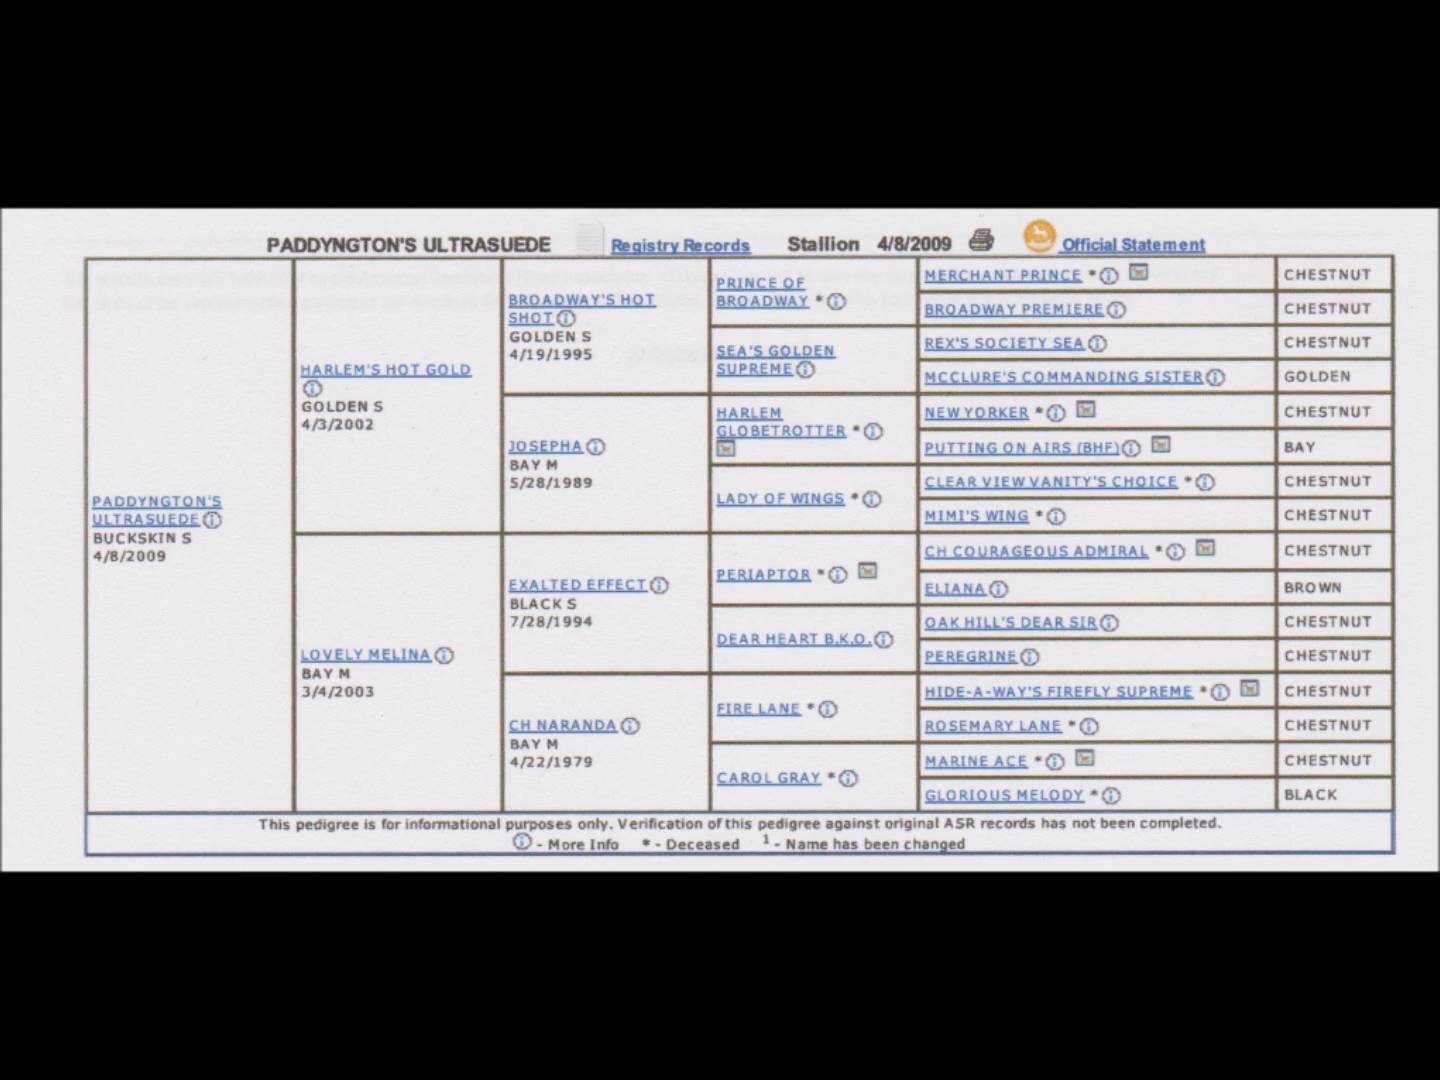 PADDYNGTON'S ULTRASUEDE Registry Records Stallion 4/8/2009 Official Statement
PADDYNGTON'S
ULTRASUEDE
BUCKSKIN S
4/8/2009
HARLEM'S HOT GOLD
GOLDEN S
4/3/2002
LOVELY MELINA
BAY M
3/4/2003
BROADWAY'S HOT
SHOT
GOLDEN S
4/19/1995
JOSEPHA
BAY M
5/28/1989
EXALTED EFFECT
BLACK S
7/28/1994
CH NARANDA
BAY M
4/22/1979
PRINCE OF
BROADWAY *
SEA'S GOLDEN
SUPREME
HARLEM
GLOBETROTTER *
LADY OF WINGS *
PERIAPTOR *
DEAR HEART B.K.O.
FIRE LANE *
CAROL GRAY *
MERCHANT PRINCE * CHESTNUT
BROADWAY PREMIERE CHESTNUT
REX'S SOCIETY SEA CHESTNUT
MCCLURE'S COMMANDING SISTER GOLDEN
NEW YORKER * CHESTNUT
PUTTING ON AIRS (BHF) BAY
CLEAR VIEW VANITY'S CHOICE * CHESTNUT
MIMI'S WING * CHESTNUT
CH COURAGEOUS ADMIRAL * CHESTNUT
ELIANA BROWN
OAK HILL'S DEAR SIR CHESTNUT
PEREGRINE CHESTNUT
HIDE-A-WAY'S FIREFLY SUPREME * CHESTNUT
ROSEMARY LANE * CHESTNUT
MARINE ACE * CHESTNUT
GLORIOUS MELODY * BLACK
This pedigree is for informational purposes only. Verification of this pedigree against original ASR records has not been completed.
i - More Info * - Deceased 1 - Name has been changed